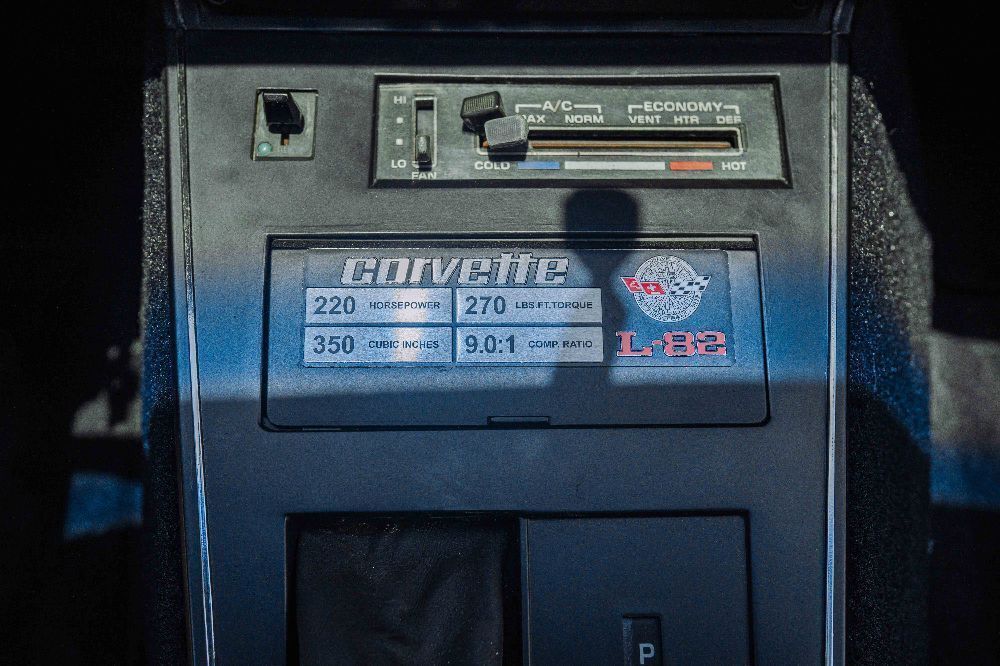 HI
LO
FAN
A/C
MAX NORM
ECONOMY
VENT HTR DEF
COLD HOT
corvette
220 HORSEPOWER 270 LBS.FT.TORQUE
350 CUBIC INCHES 9.0:1 COMP. RATIO
L-82
P